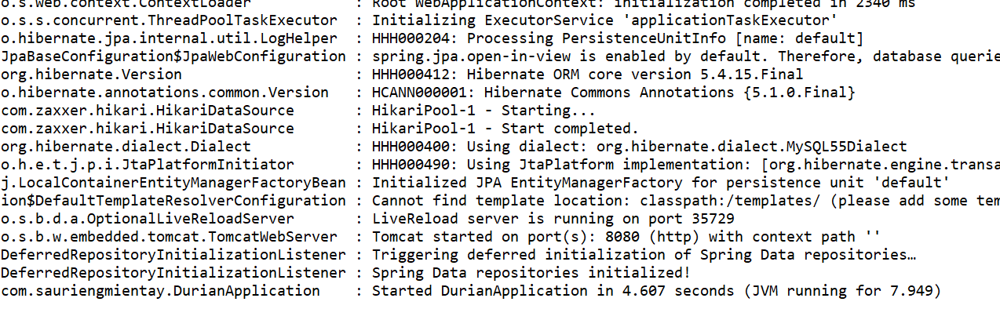 o.s.web.context.ContextLoader : Root WebApplicationContext: initialization completed in 2340 ms
o.s.s.concurrent.ThreadPoolTaskExecutor : Initializing ExecutorService 'applicationTaskExecutor'
o.hibernate.jpa.internal.util.LogHelper : HHH000204: Processing PersistenceUnitInfo [name: default]
JpaBaseConfiguration$JpaWebConfiguration : spring.jpa.open-in-view is enabled by default. Therefore, database querie
org.hibernate.Version : HHH000412: Hibernate ORM core version 5.4.15.Final
o.hibernate.annotations.common.Version : HCANN000001: Hibernate Commons Annotations {5.1.0.Final}
com.zaxxer.hikari.HikariDataSource : HikariPool-1 - Starting...
com.zaxxer.hikari.HikariDataSource : HikariPool-1 - Start completed.
org.hibernate.dialect.Dialect : HHH000400: Using dialect: org.hibernate.dialect.MySQL55Dialect
o.h.e.t.j.p.i.JtaPlatformInitiator : HHH000490: Using JtaPlatform implementation: [org.hibernate.engine.transa
j.LocalContainerEntityManagerFactoryBean : Initialized JPA EntityManagerFactory for persistence unit 'default'
ion$DefaultTemplateResolverConfiguration : Cannot find template location: classpath:/templates/ (please add some tem
o.s.b.d.a.OptionalLiveReloadServer : LiveReload server is running on port 35729
o.s.b.w.embedded.tomcat.TomcatWebServer : Tomcat started on port(s): 8080 (http) with context path ''
DeferredRepositoryInitializationListener : Triggering deferred initialization of Spring Data repositories…
DeferredRepositoryInitializationListener : Spring Data repositories initialized!
com.sauriengmientay.DurianApplication : Started DurianApplication in 4.607 seconds (JVM running for 7.949)